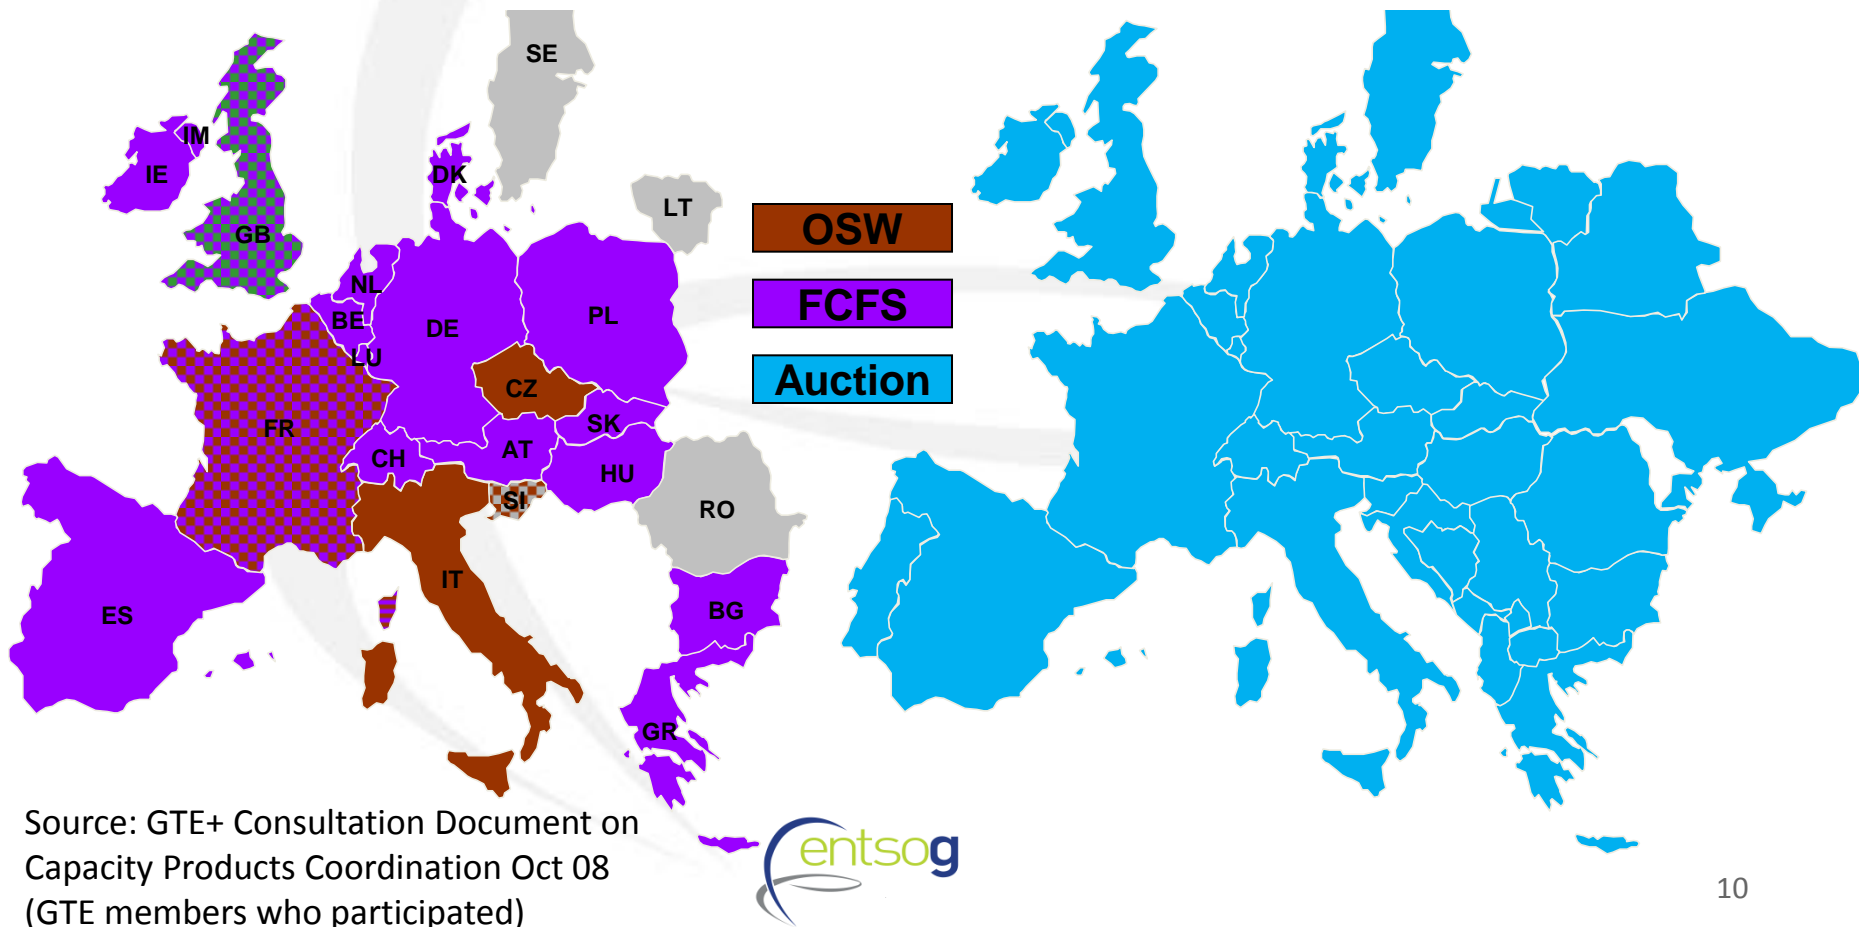 SE
IM
IE
DK
LT
GB
OSW
NL
FCFS
BE
DE
PL
LU
Auction
CZ
FR
SK
AT
CH
HU
SI
RO
IT
ES
BG
GR
Source: GTE+ Consultation Document on
Capacity Products Coordination Oct 08
(GTE members who participated)
entsog
10